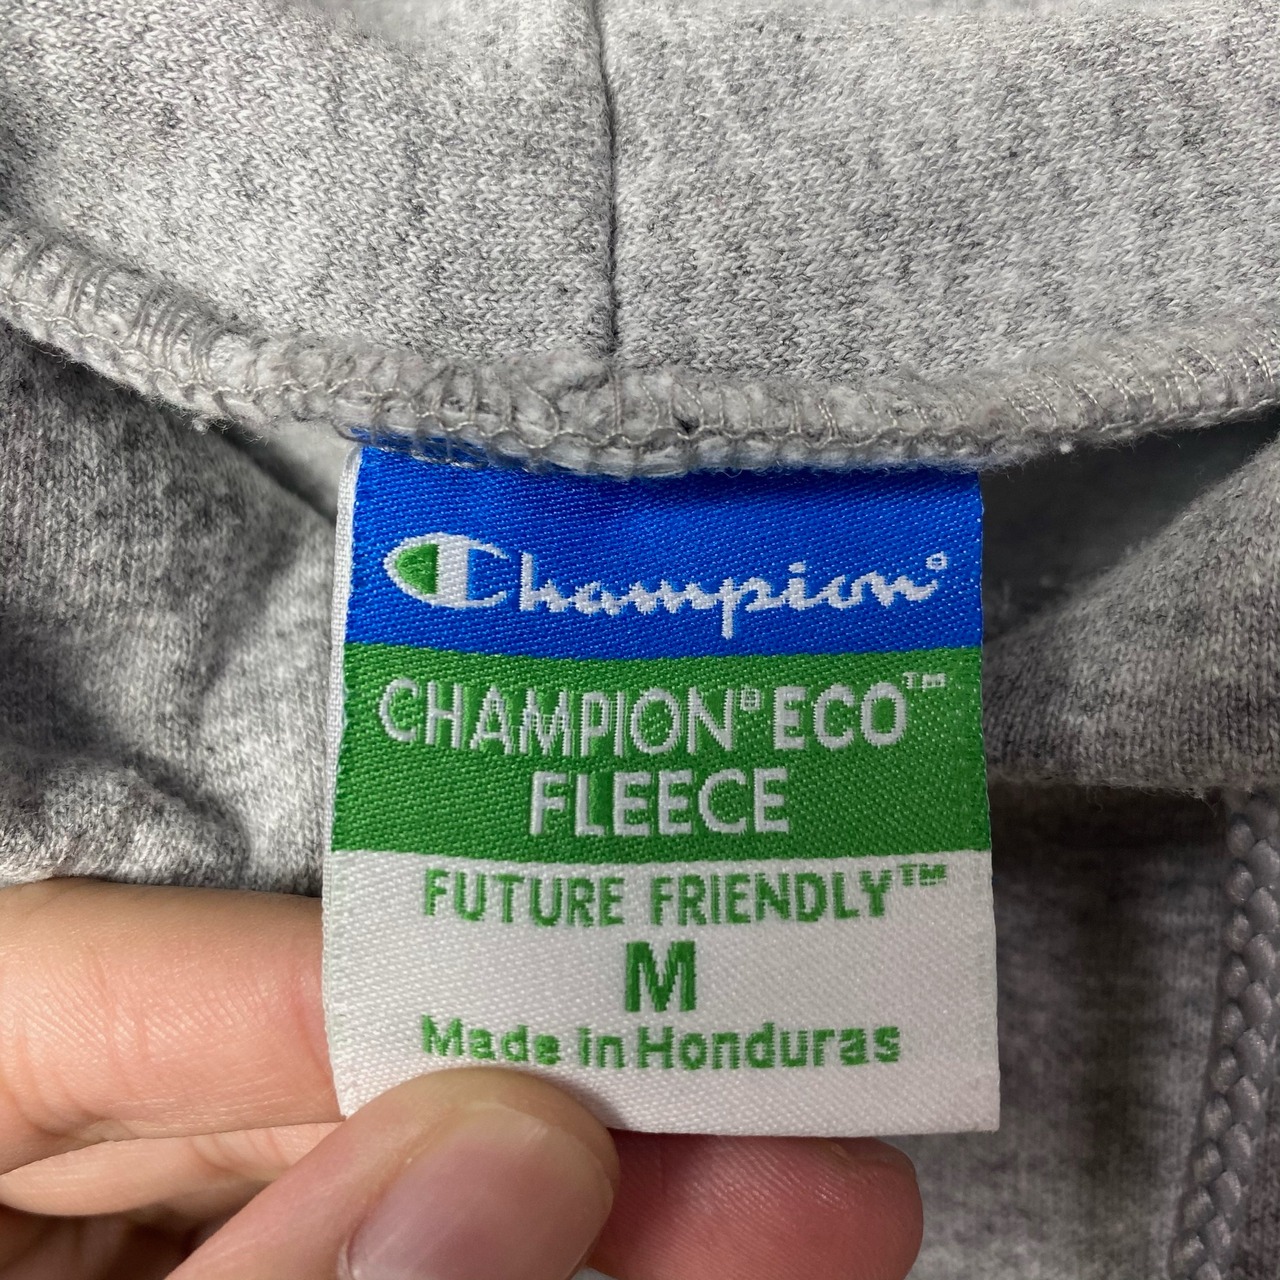 Champion®
CHAMPION® ECO™
FLEECE
FUTURE FRIENDLY™
M
Made in Honduras